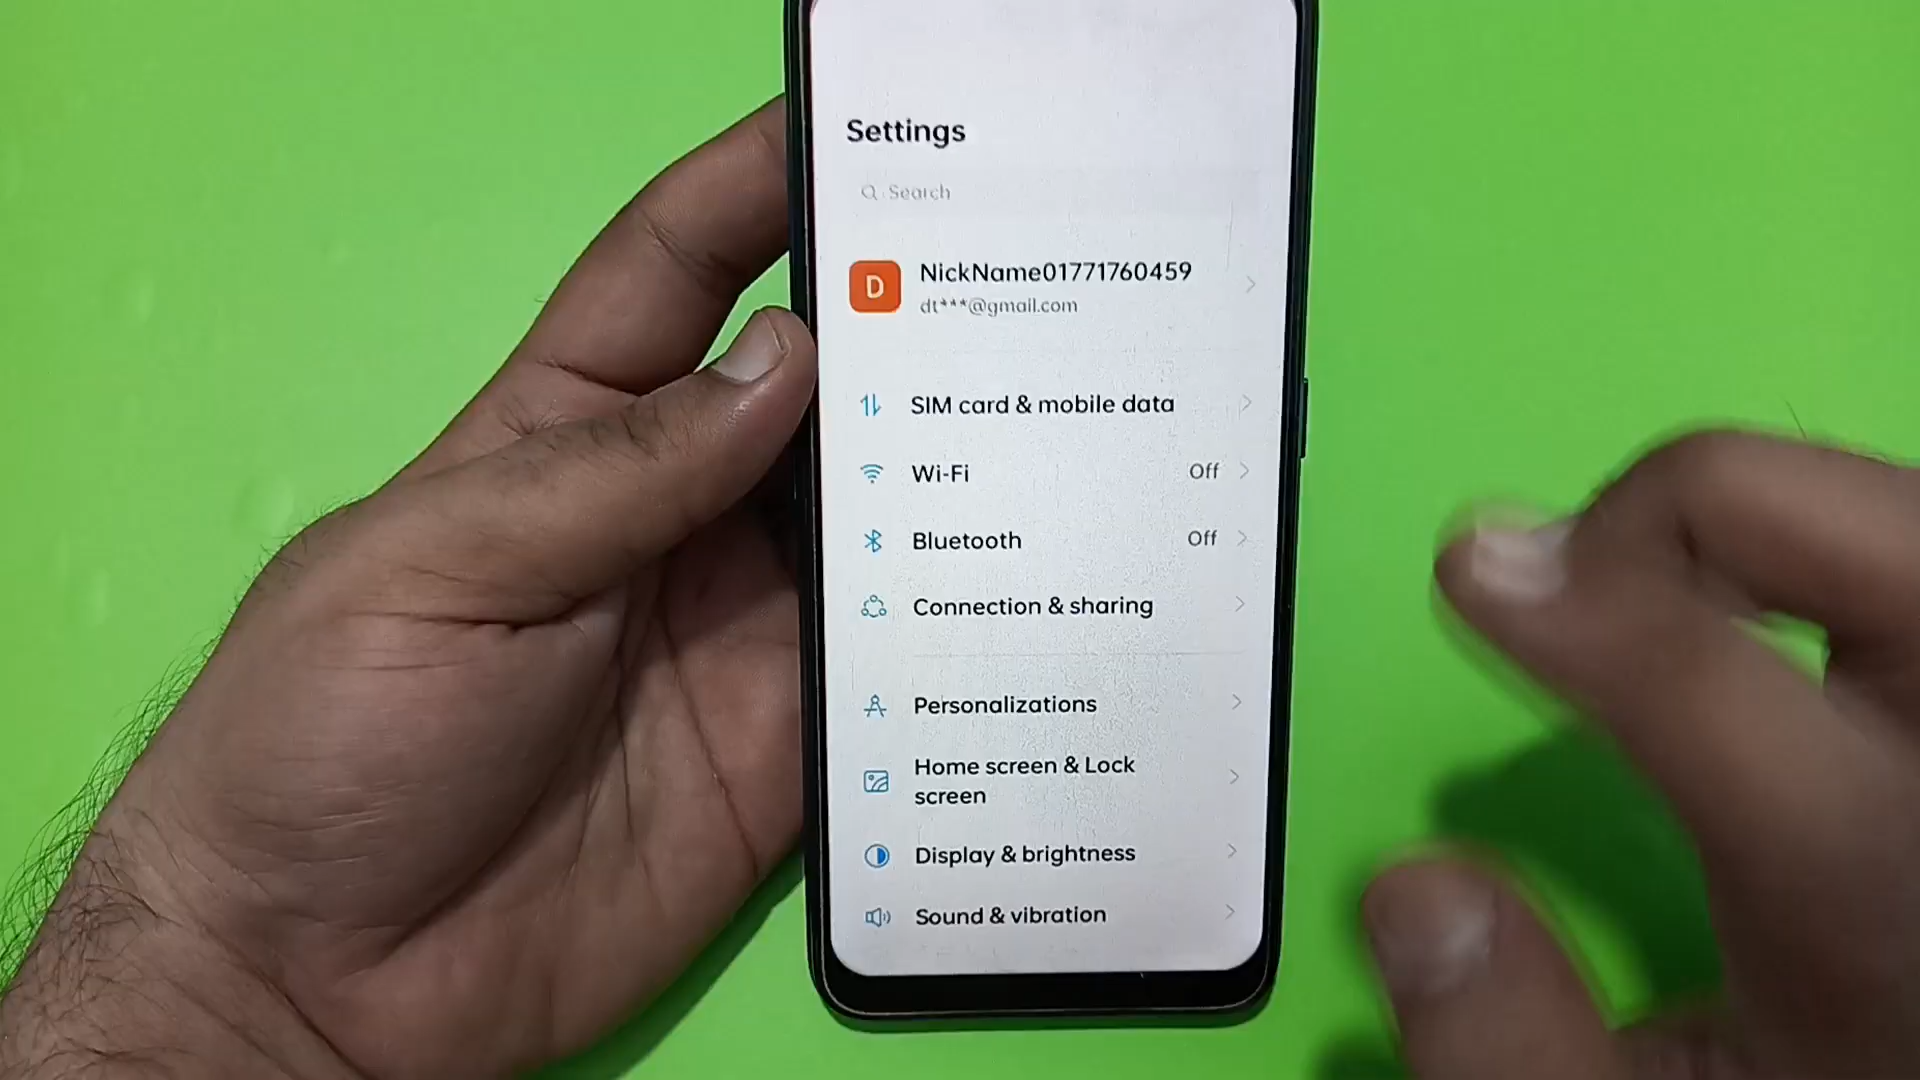 Settings
Search
D
NickName01771760459
dt***@gmail.com
SIM card & mobile data
Wi-Fi
Off
Bluetooth
Off
Connection & sharing
Personalizations
Home screen & Lock
screen
Display & brightness
Sound & vibration